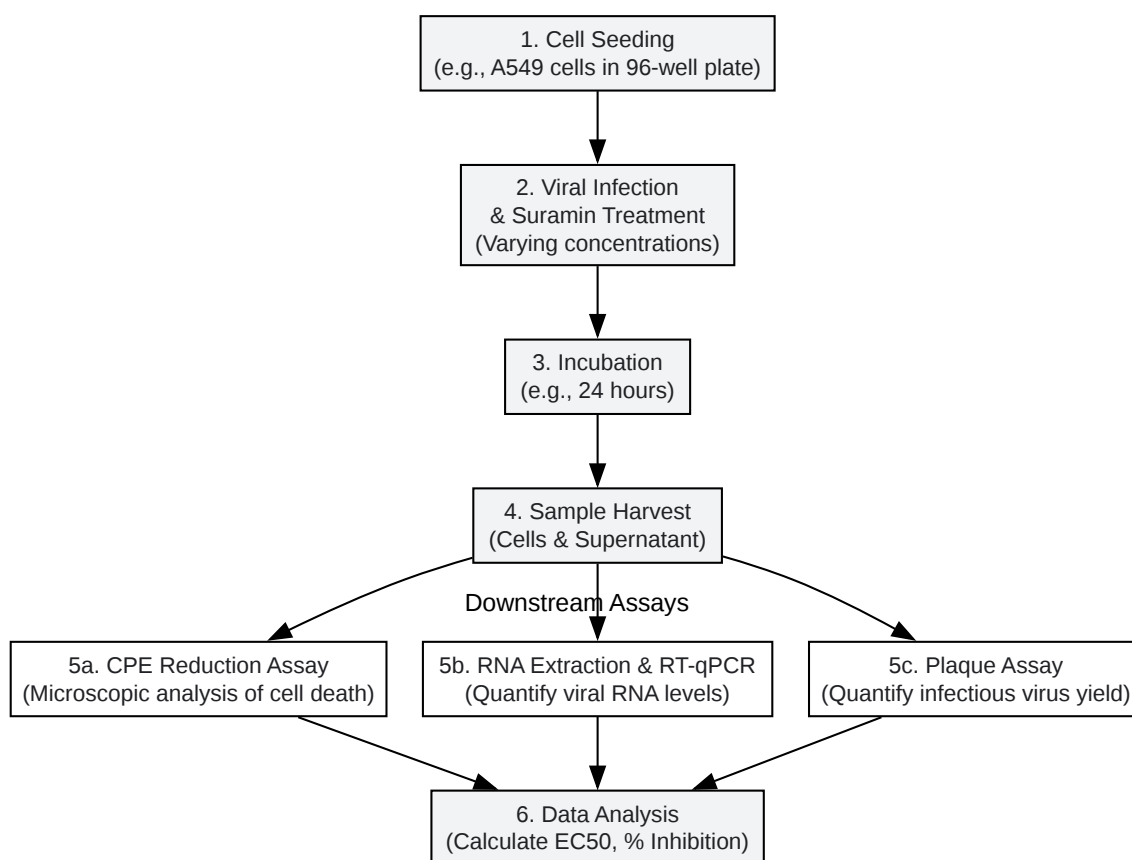 1. Cell Seeding
(e.g., A549 cells in 96-well plate)
2. Viral Infection
& Suramin Treatment
(Varying concentrations)
3. Incubation
(e.g., 24 hours)
4. Sample Harvest
(Cells & Supernatant)
Downstream Assays
5a. CPE Reduction Assay
(Microscopic analysis of cell death)
5b. RNA Extraction & RT-qPCR
(Quantify viral RNA levels)
5c. Plaque Assay
(Quantify infectious virus yield)
6. Data Analysis
(Calculate EC50, % Inhibition)